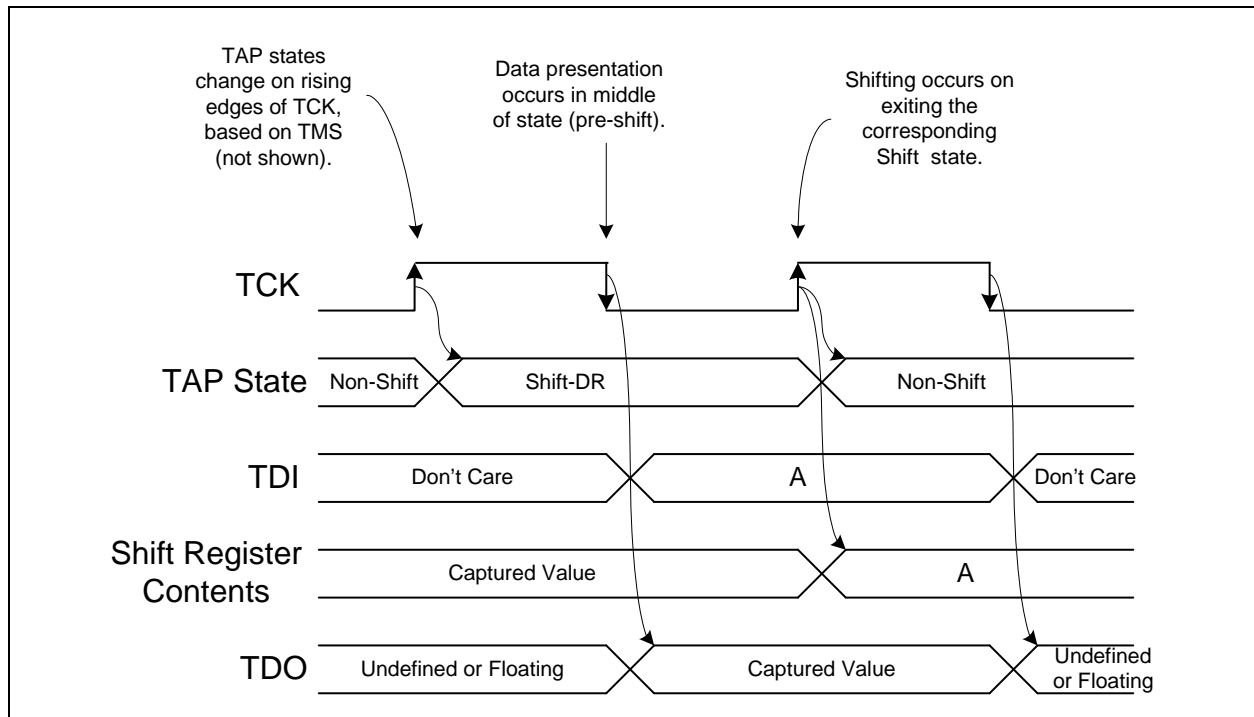 TAP states
change on rising
edges of TCK,
based on TMS
(not shown).
Data presentation
occurs in middle
of state (pre-shift).
Shifting occurs on
exiting the
corresponding
Shift state.
TCK
TAP State
Non-Shift
Shift-DR
Non-Shift
TDI
Don't Care
A
Don't Care
Shift Register
Contents
Captured Value
A
TDO
Undefined or Floating
Captured Value
Undefined
or Floating